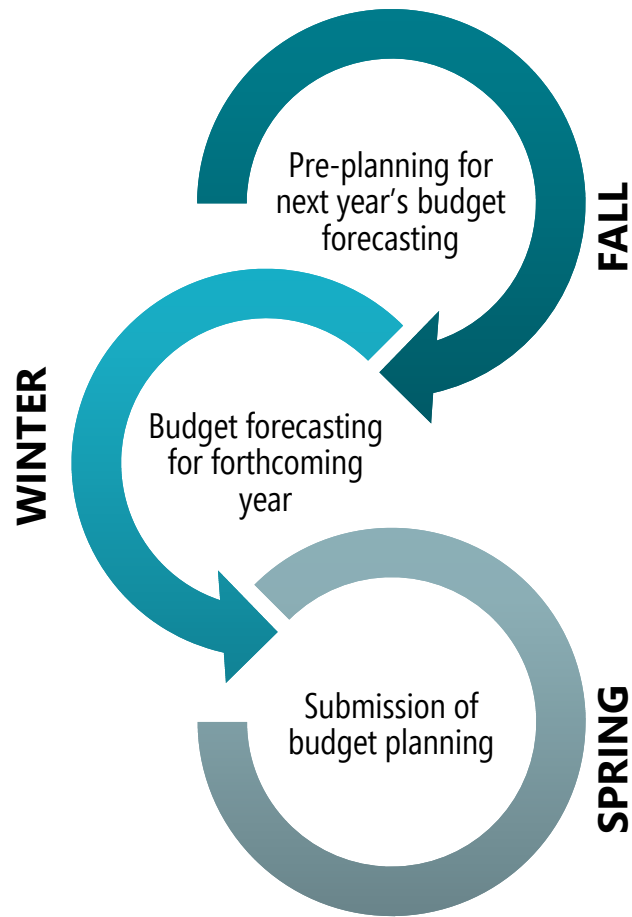 Pre-planning for
next year's budget
forecasting
FALL
WINTER
Budget forecasting
for forthcoming
year
Submission of
budget planning
SPRING